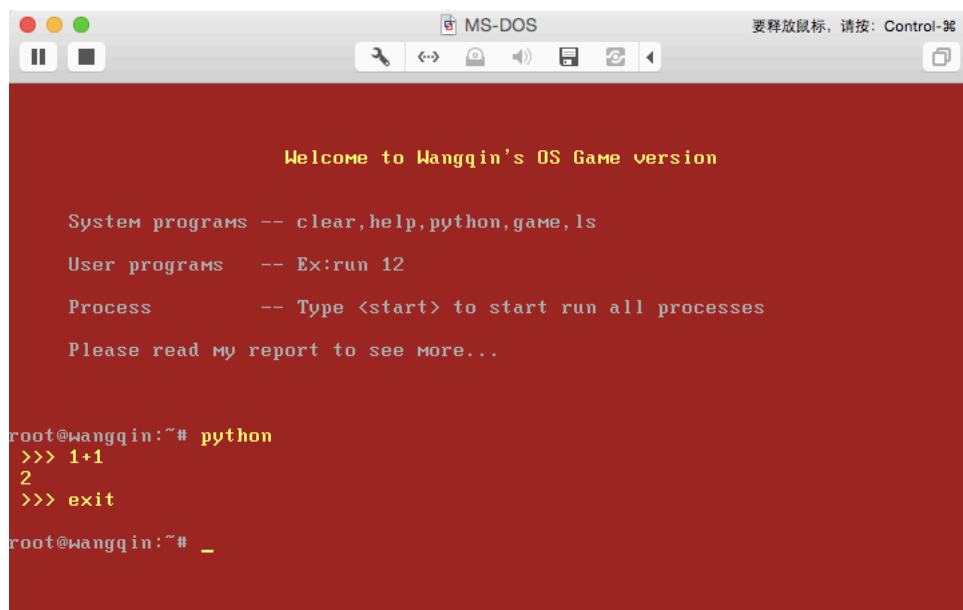 MS-DOS
要释放鼠标，请按：Control-⌘
Welcome to Wangqin's OS Game version
System programs -- clear,help,python,game,ls
User programs -- Ex:run 12
Process -- Type <start> to start run all processes
Please read my report to see more...
root@wangqin:~# python
>>> 1+1
2
>>> exit
root@wangqin:~# _